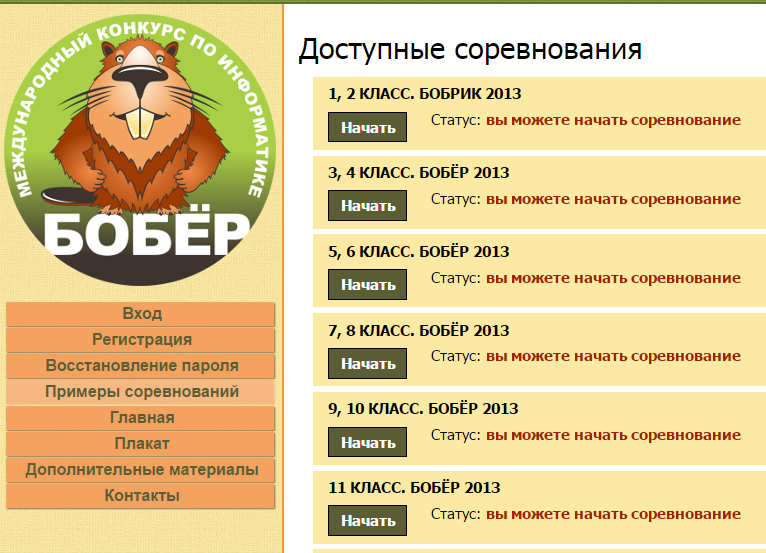 МЕЖДУНАРОДНЫЙ КОНКУРС ПО ИНФОРМАТИКЕ
БОБЁР
Вход
Регистрация
Восстановление пароля
Примеры соревнований
Главная
Плакат
Дополнительные материалы
Контакты
Доступные соревнования
1, 2 КЛАСС. БОБРИК 2013
Начать Статус: вы можете начать соревнование
3, 4 КЛАСС. БОБЁР 2013
Начать Статус: вы можете начать соревнование
5, 6 КЛАСС. БОБЁР 2013
Начать Статус: вы можете начать соревнование
7, 8 КЛАСС. БОБЁР 2013
Начать Статус: вы можете начать соревнование
9, 10 КЛАСС. БОБЁР 2013
Начать Статус: вы можете начать соревнование
11 КЛАСС. БОБЁР 2013
Начать Статус: вы можете начать соревнование